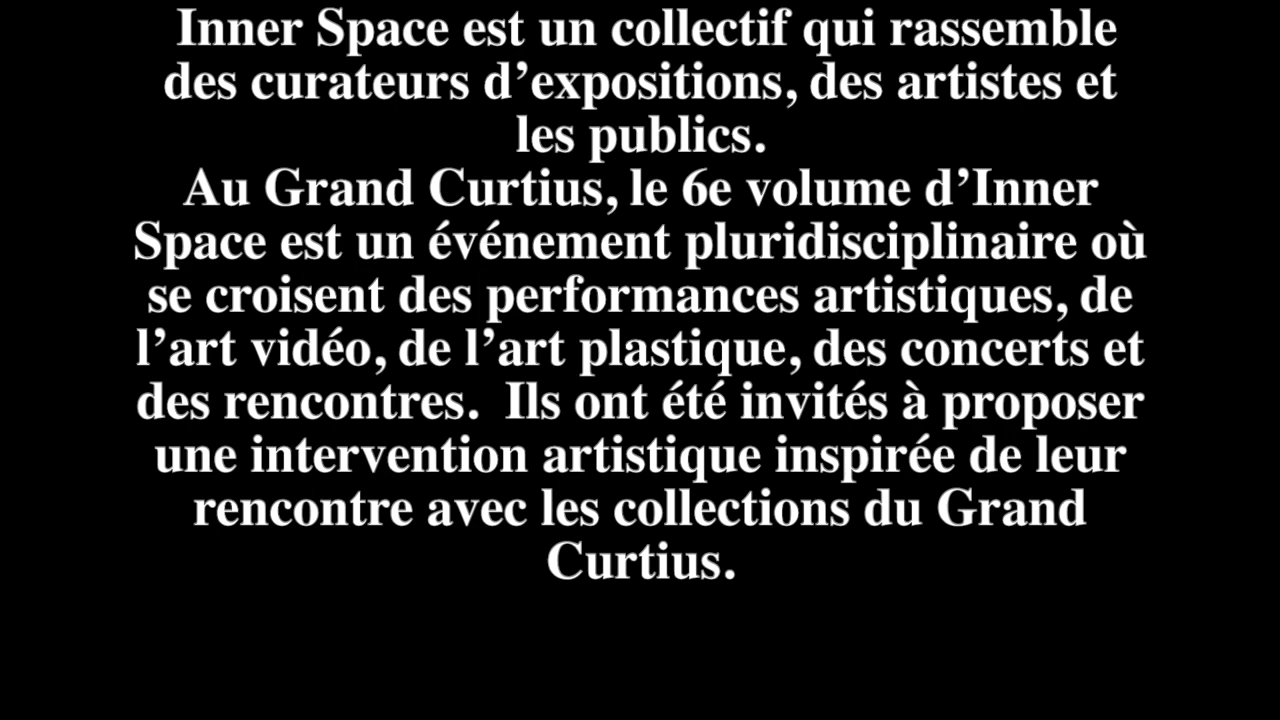 Inner Space est un collectif qui rassemble
des curateurs d’expositions, des artistes et
les publics.
Au Grand Curtius, le 6e volume d’Inner
Space est un événement pluridisciplinaire où
se croisent des performances artistiques, de
l’art vidéo, de l’art plastique, des concerts et
des rencontres.  Ils ont été invités à proposer
une intervention artistique inspirée de leur
rencontre avec les collections du Grand
Curtius.